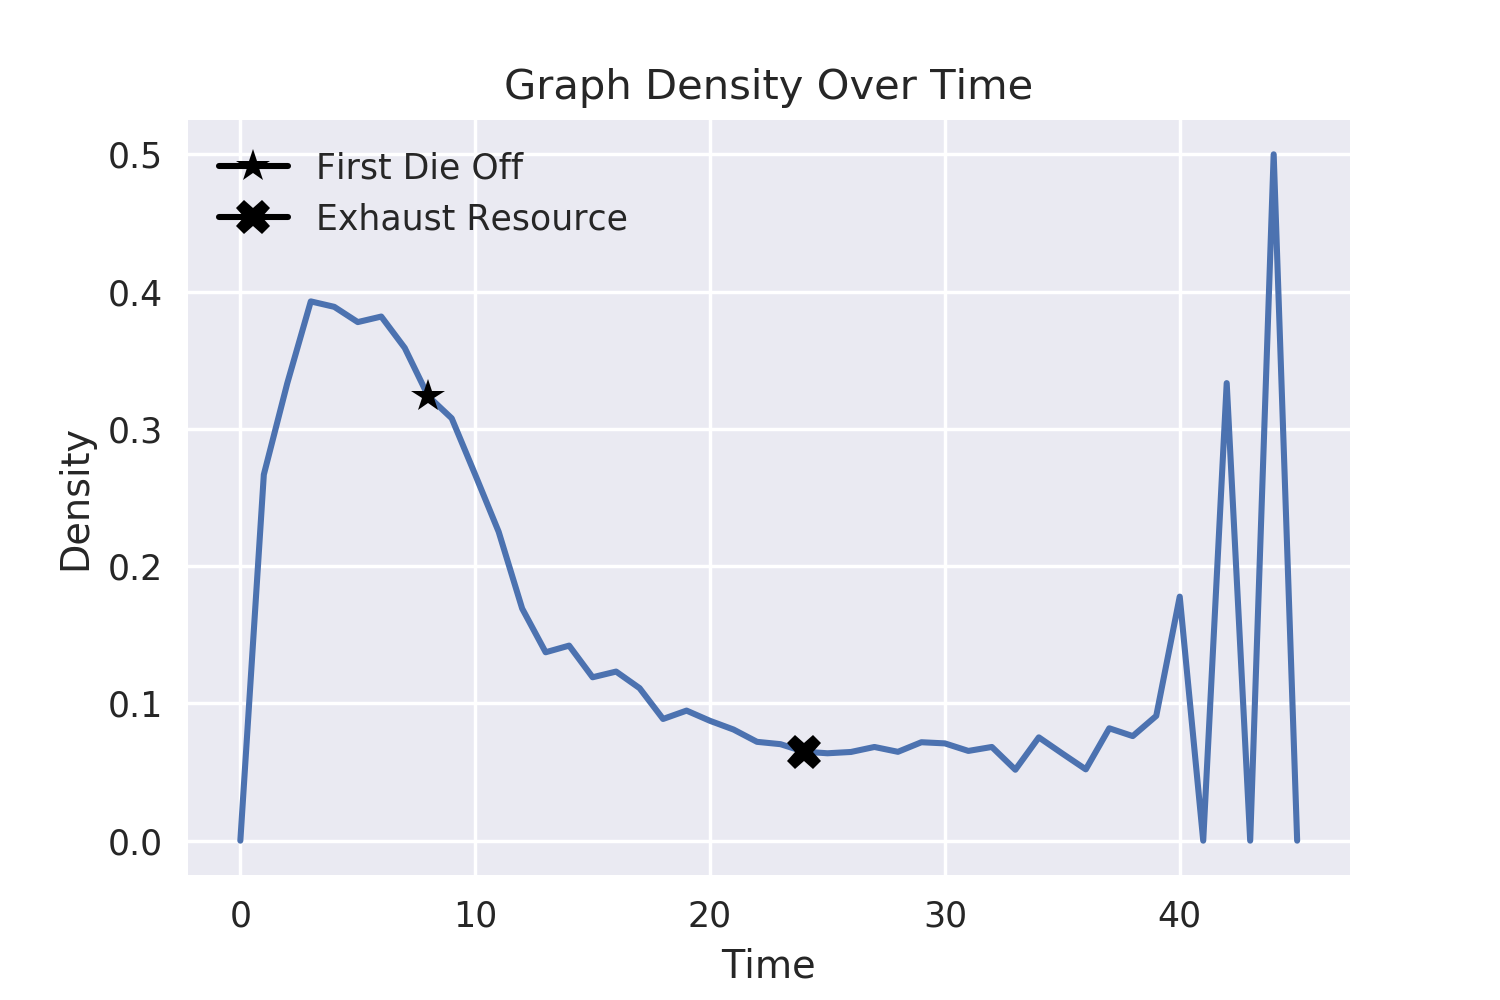 Graph Density Over Time
First Die Off
Exhaust Resource
Density
0.5
0.4
0.3
0.2
0.1
0.0
0 10 20 30 40
Time